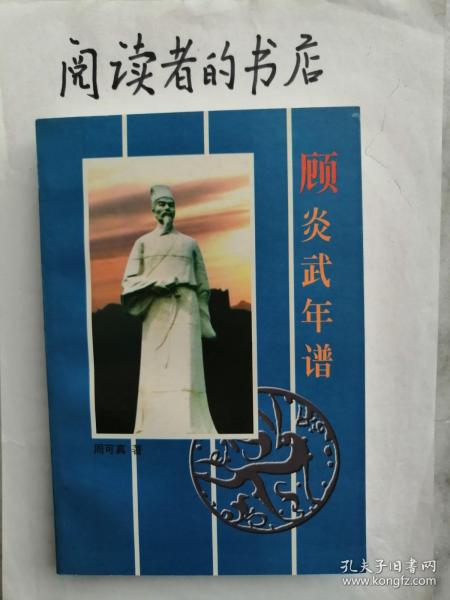 阅读者的书店
顾炎武年谱
周可真 著
孔夫子旧书网
www.kongfz.com